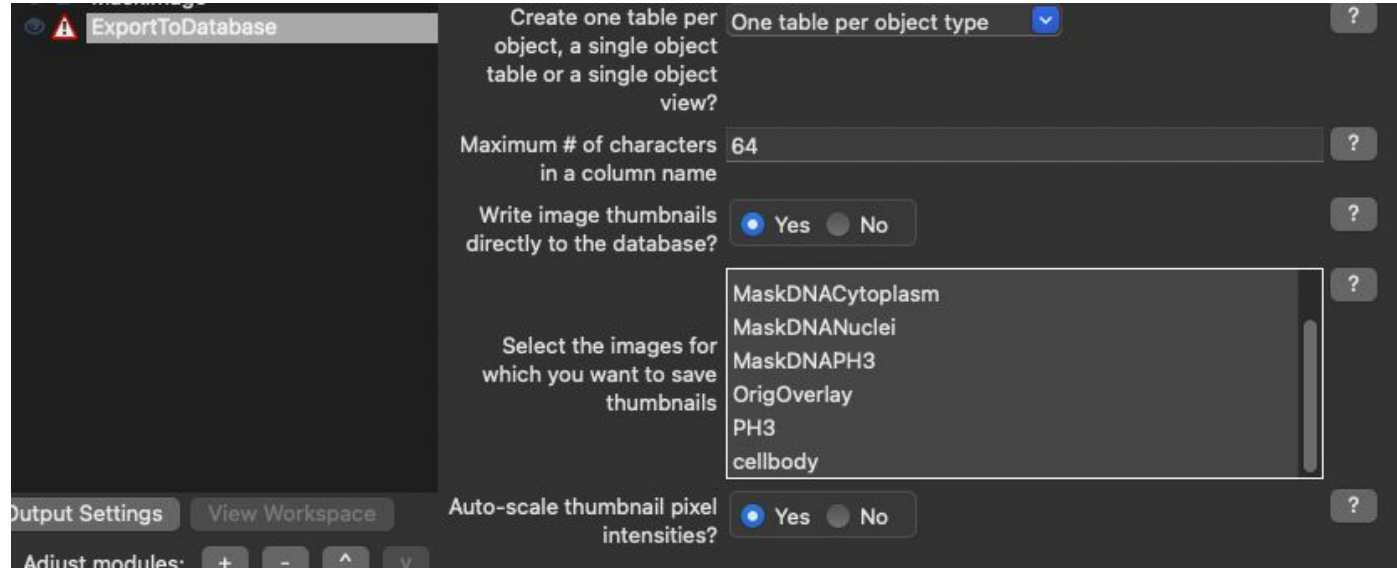 ExportToDatabase
Create one table per
object, a single object
table or a single object
view?
One table per object type
?
Maximum # of characters
in a column name
64
?
Write image thumbnails
directly to the database?
Yes
No
?
Select the images for
which you want to save
thumbnails
MaskDNACytoplasm
MaskDNANuclei
MaskDNAPH3
OrigOverlay
PH3
cellbody
?
Output Settings
View Workspace
Auto-scale thumbnail pixel
intensities?
Yes
No
?
Adjust modules:
+
-
^
v